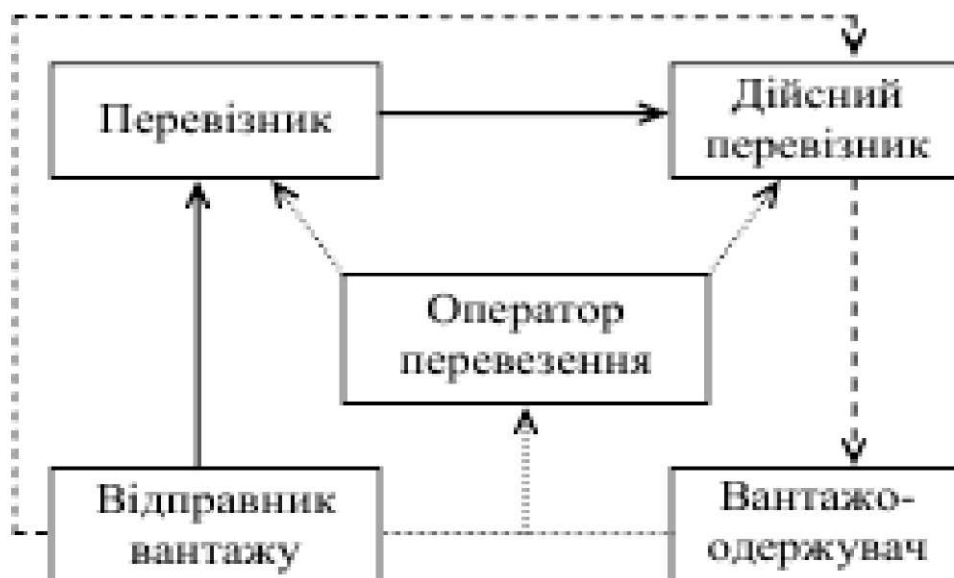 Перевізник
Дійсний
перевізник
Оператор
перевезення
Відправник
вантажу
Вантажо-
одержувач